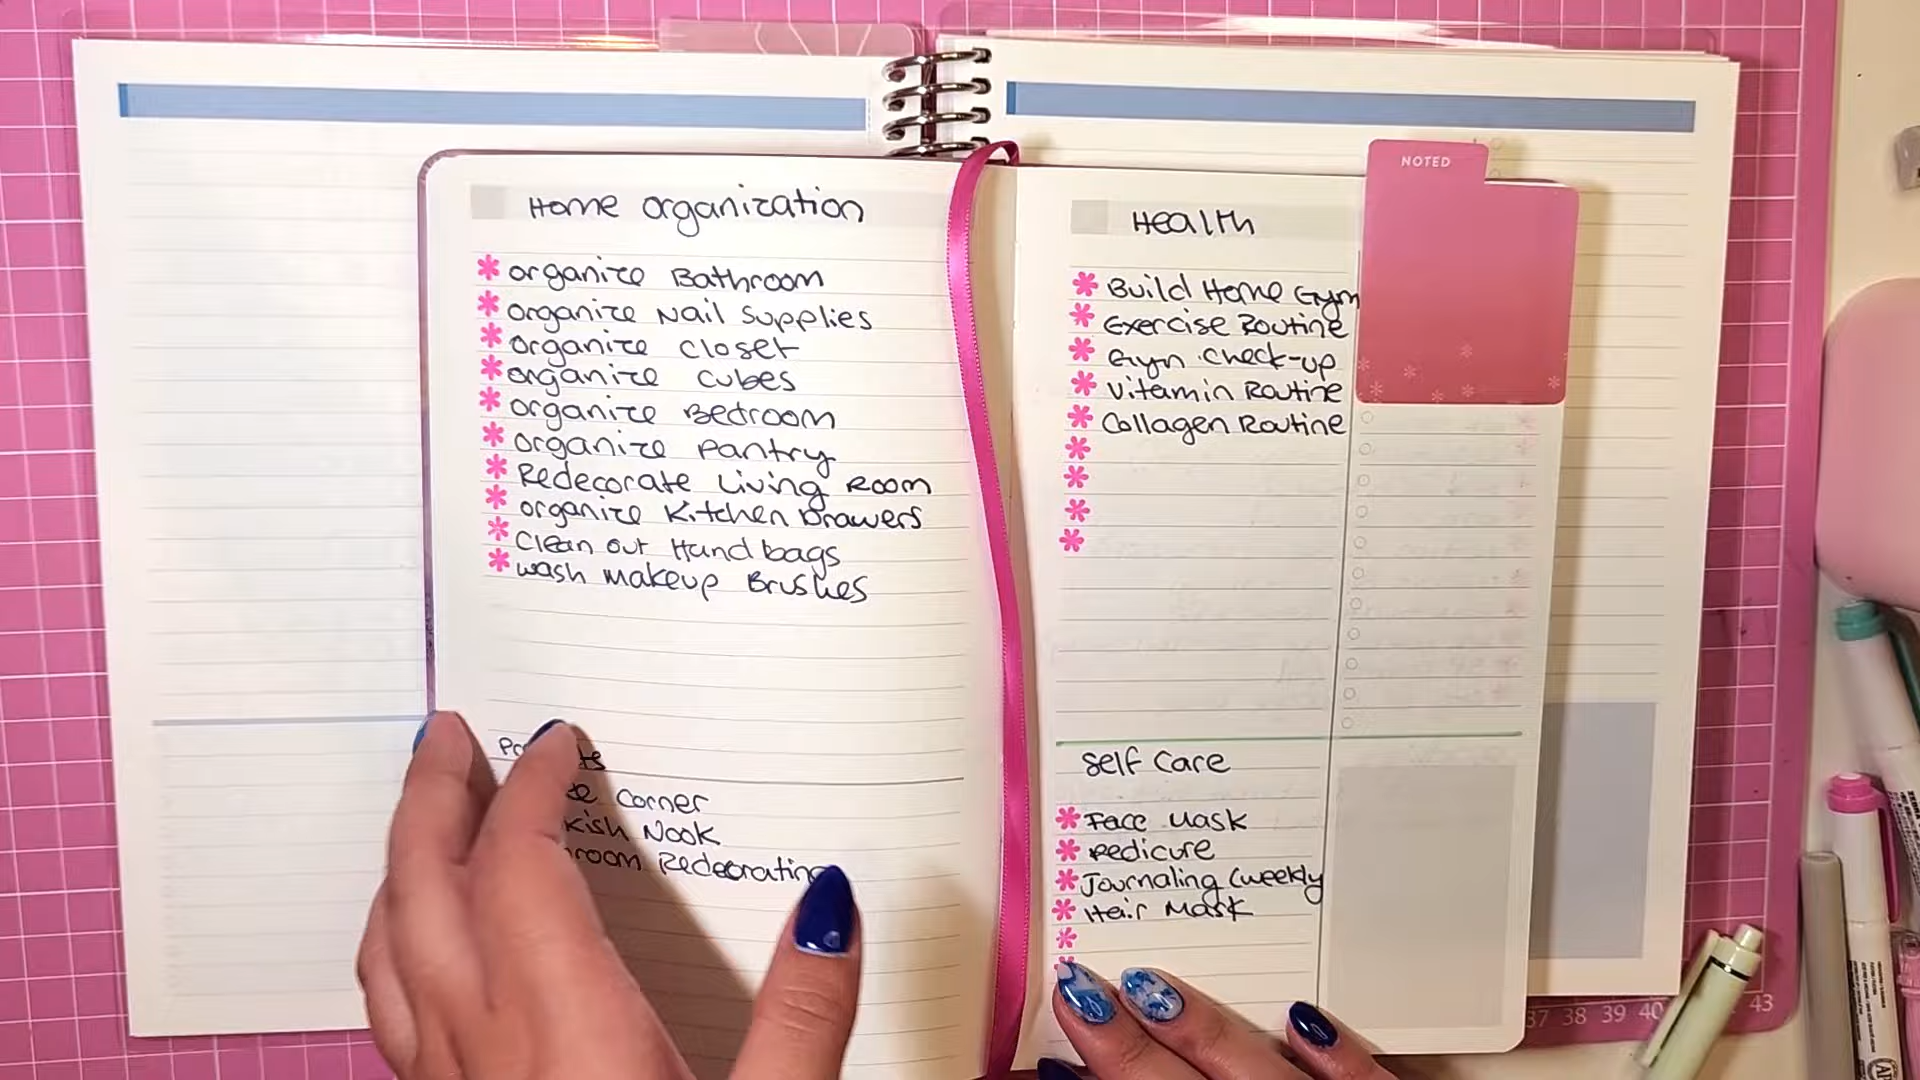 Home organization
organize Bathroom
organize Nail Supplies
organize closet
organize cubes
organize Bedroom
organize pantry
Redecorate Living Room
organize Kitchen Drawers
Clean out Handbags
wash makeup Brushes
Corner
Nook
Redecorating
Health
Build Home Gym
Exercise Routine
Gyn check-up
Vitamin Routine
Collagen Routine
Self Care
Face Mask
Pedicure
Journaling (weekly
Hair Mask
NOTED
37 38 39 40 43